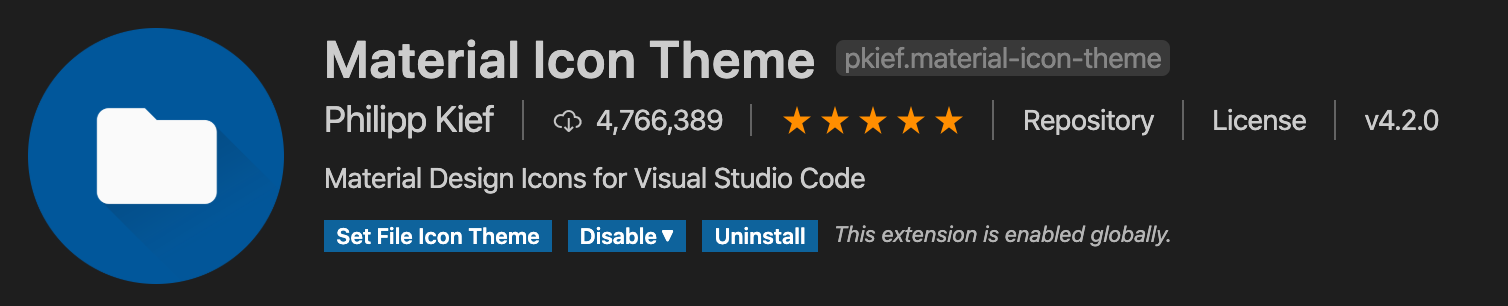 Material Icon Theme pkief.material-icon-theme
Philipp Kief 4,766,389 ★★★★★ Repository License v4.2.0
Material Design Icons for Visual Studio Code
Set File Icon Theme Disable▼ Uninstall This extension is enabled globally.